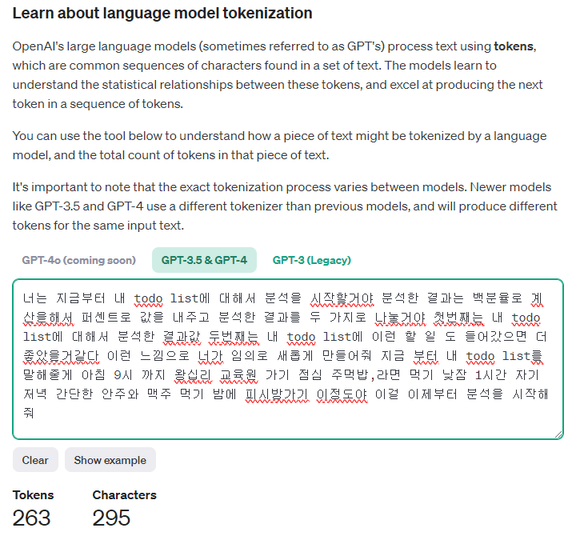 Learn about language model tokenization
OpenAI's large language models (sometimes referred to as GPT's) process text using tokens,
which are common sequences of characters found in a set of text. The models learn to
understand the statistical relationships between these tokens, and excel at producing the next
token in a sequence of tokens.
You can use the tool below to understand how a piece of text might be tokenized by a language
model, and the total count of tokens in that piece of text.
It's important to note that the exact tokenization process varies between models. Newer models
like GPT-3.5 and GPT-4 use a different tokenizer than previous models, and will produce different
tokens for the same input text.
GPT-4o (coming soon) GPT-3.5 & GPT-4 GPT-3 (Legacy)
너는 지금부터 내 todo list에 대해서 분석을 시작할거야 분석한 결과는 백분률로 계
산을해서 퍼센트로 값을 내주고 분석한 결과를 두 가지로 나눌거야 첫번째는 내 todo
list에 대해서 분석한 결과값 두번째는 내 todo list에 이런 할 일 도 들어갔으면 더
좋았을거같다 이런 느낌으로 너가 임의로 새롭게 만들어줘 지금 부터 내 todo list를
말해줄게 아침 9시 까지 왕십리 교육원 가기 점심 주먹밥,라면 먹기 낮잠 1시간 자기
저녁 간단한 안주와 맥주 먹기 밤에 피시방가기 이정도야 이걸 이제부터 분석을 시작해
줘
Clear Show example
Tokens Characters
263 295